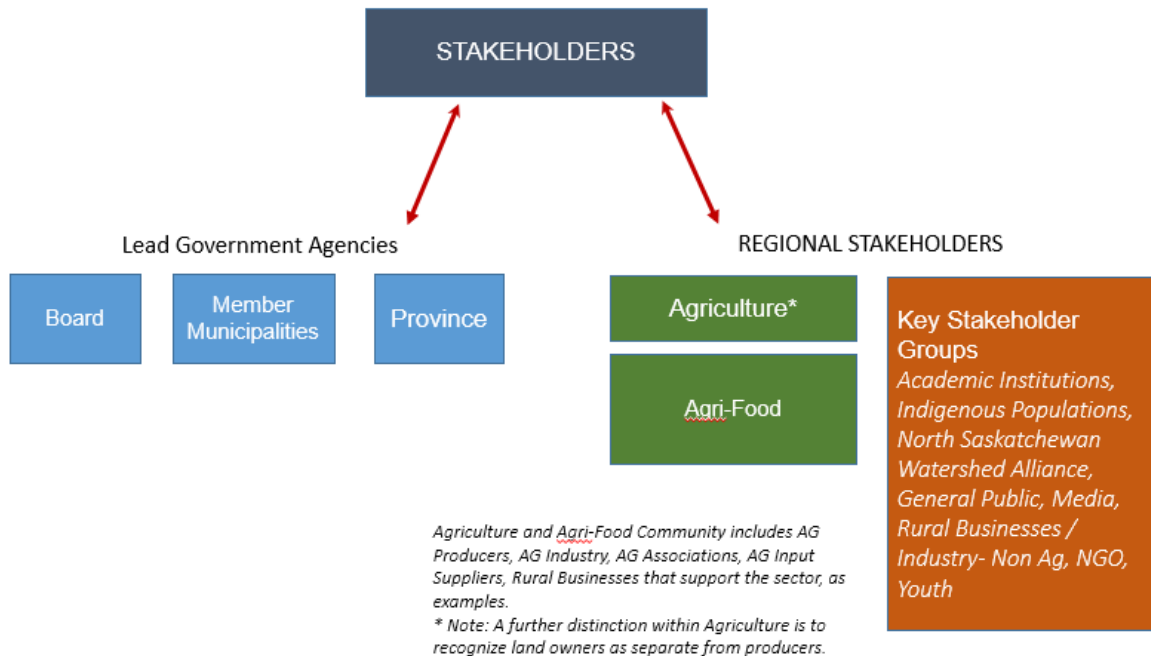 STAKEHOLDERS
Lead Government Agencies
Board
Member
Municipalities
Province
REGIONAL STAKEHOLDERS
Agriculture*
Agri-Food
Key Stakeholder
Groups
Academic Institutions,
Indigenous Populations,
North Saskatchewan
Watershed Alliance,
General Public, Media,
Rural Businesses /
Industry- Non Ag, NGO,
Youth
Agriculture and Agri-Food Community includes AG
Producers, AG Industry, AG Associations, AG Input
Suppliers, Rural Businesses that support the sector, as
examples.
* Note: A further distinction within Agriculture is to
recognize land owners as separate from producers.